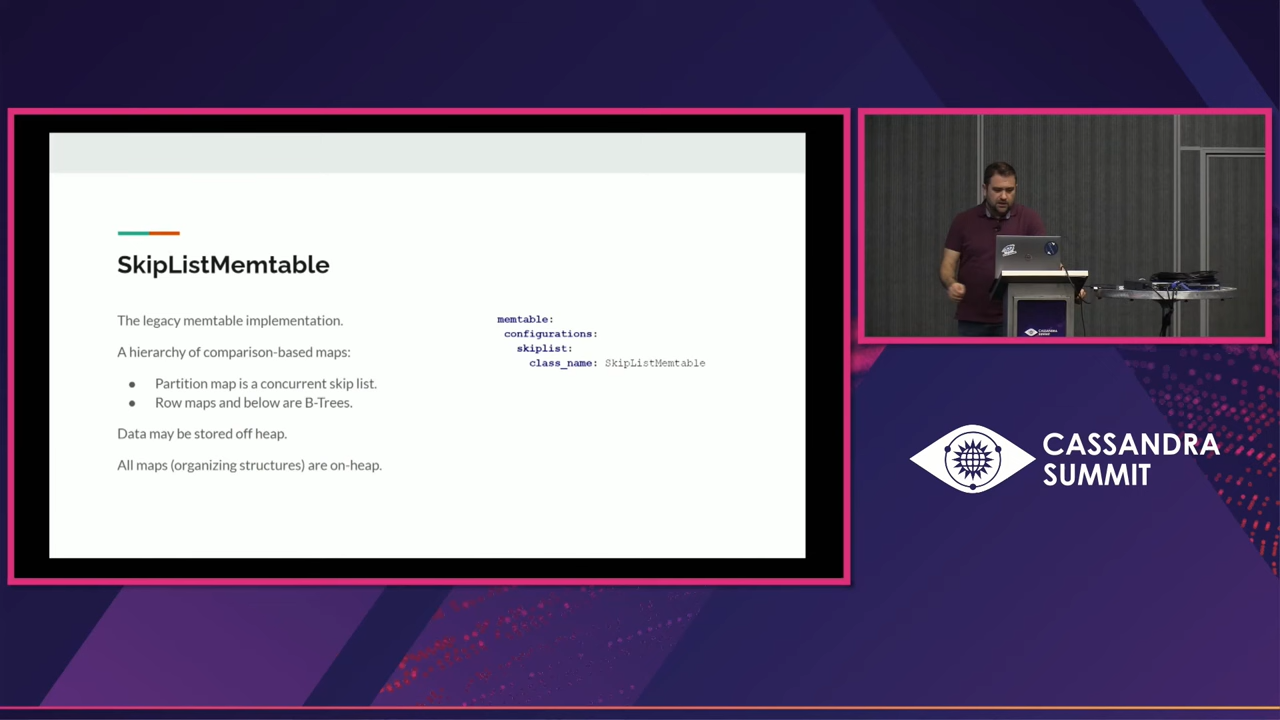 SkipListMemtable
The legacy memtable implementation.
A hierarchy of comparison-based maps:
● Partition map is a concurrent skip list.
● Row maps and below are B-Trees.
Data may be stored off heap.
All maps (organizing structures) are on-heap.
memtable:
configurations:
skiplist:
class_name: SkipListMemtable
CASSANDRA
SUMMIT